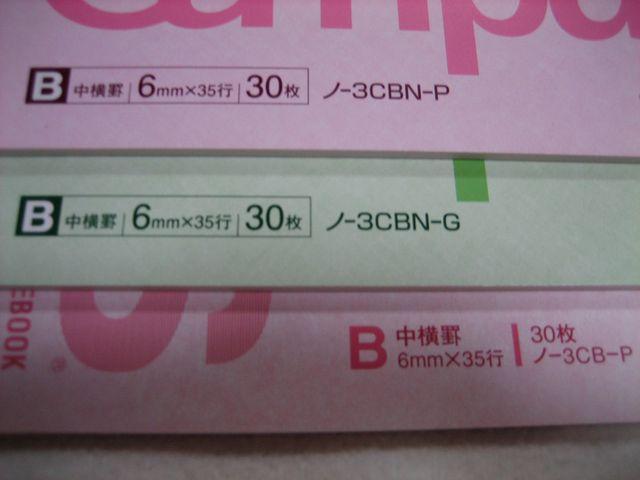 Campu
B 中横罫 6mm×35行 30枚 ノ-3CBN-P
B 中横罫 6mm×35行 30枚 ノ-3CBN-G
EBOOK
®
B 中横罫 30枚
6mm×35行 ノ-3CB-P